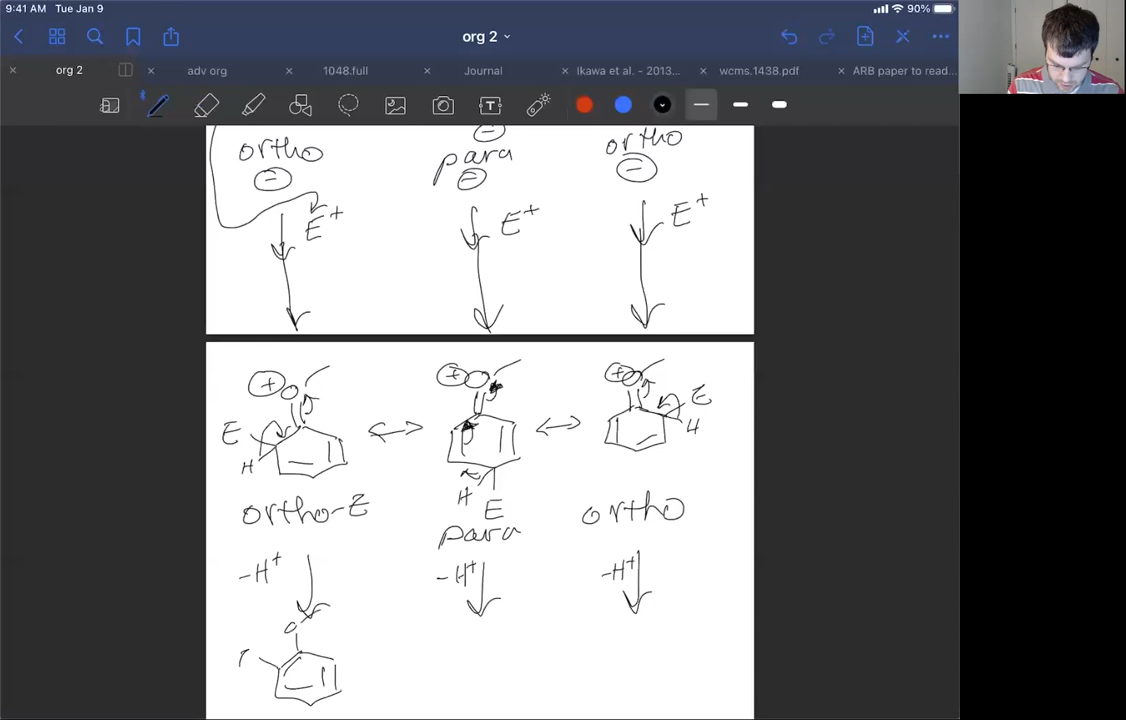 9:41 AM Tue Jan 9
90%
org 2
org 2
adv org
1048.full
Journal
Ikawa et al. - 2013...
wcms.1438.pdf
ARB paper to read...
T
−
ortho
−
para
−
ortho
−
E+
E+
E+
+ O
+ O
+ O
E
H
H
E
E
H
ortho-E
para
ortho
-H+
-H+
-H+
O